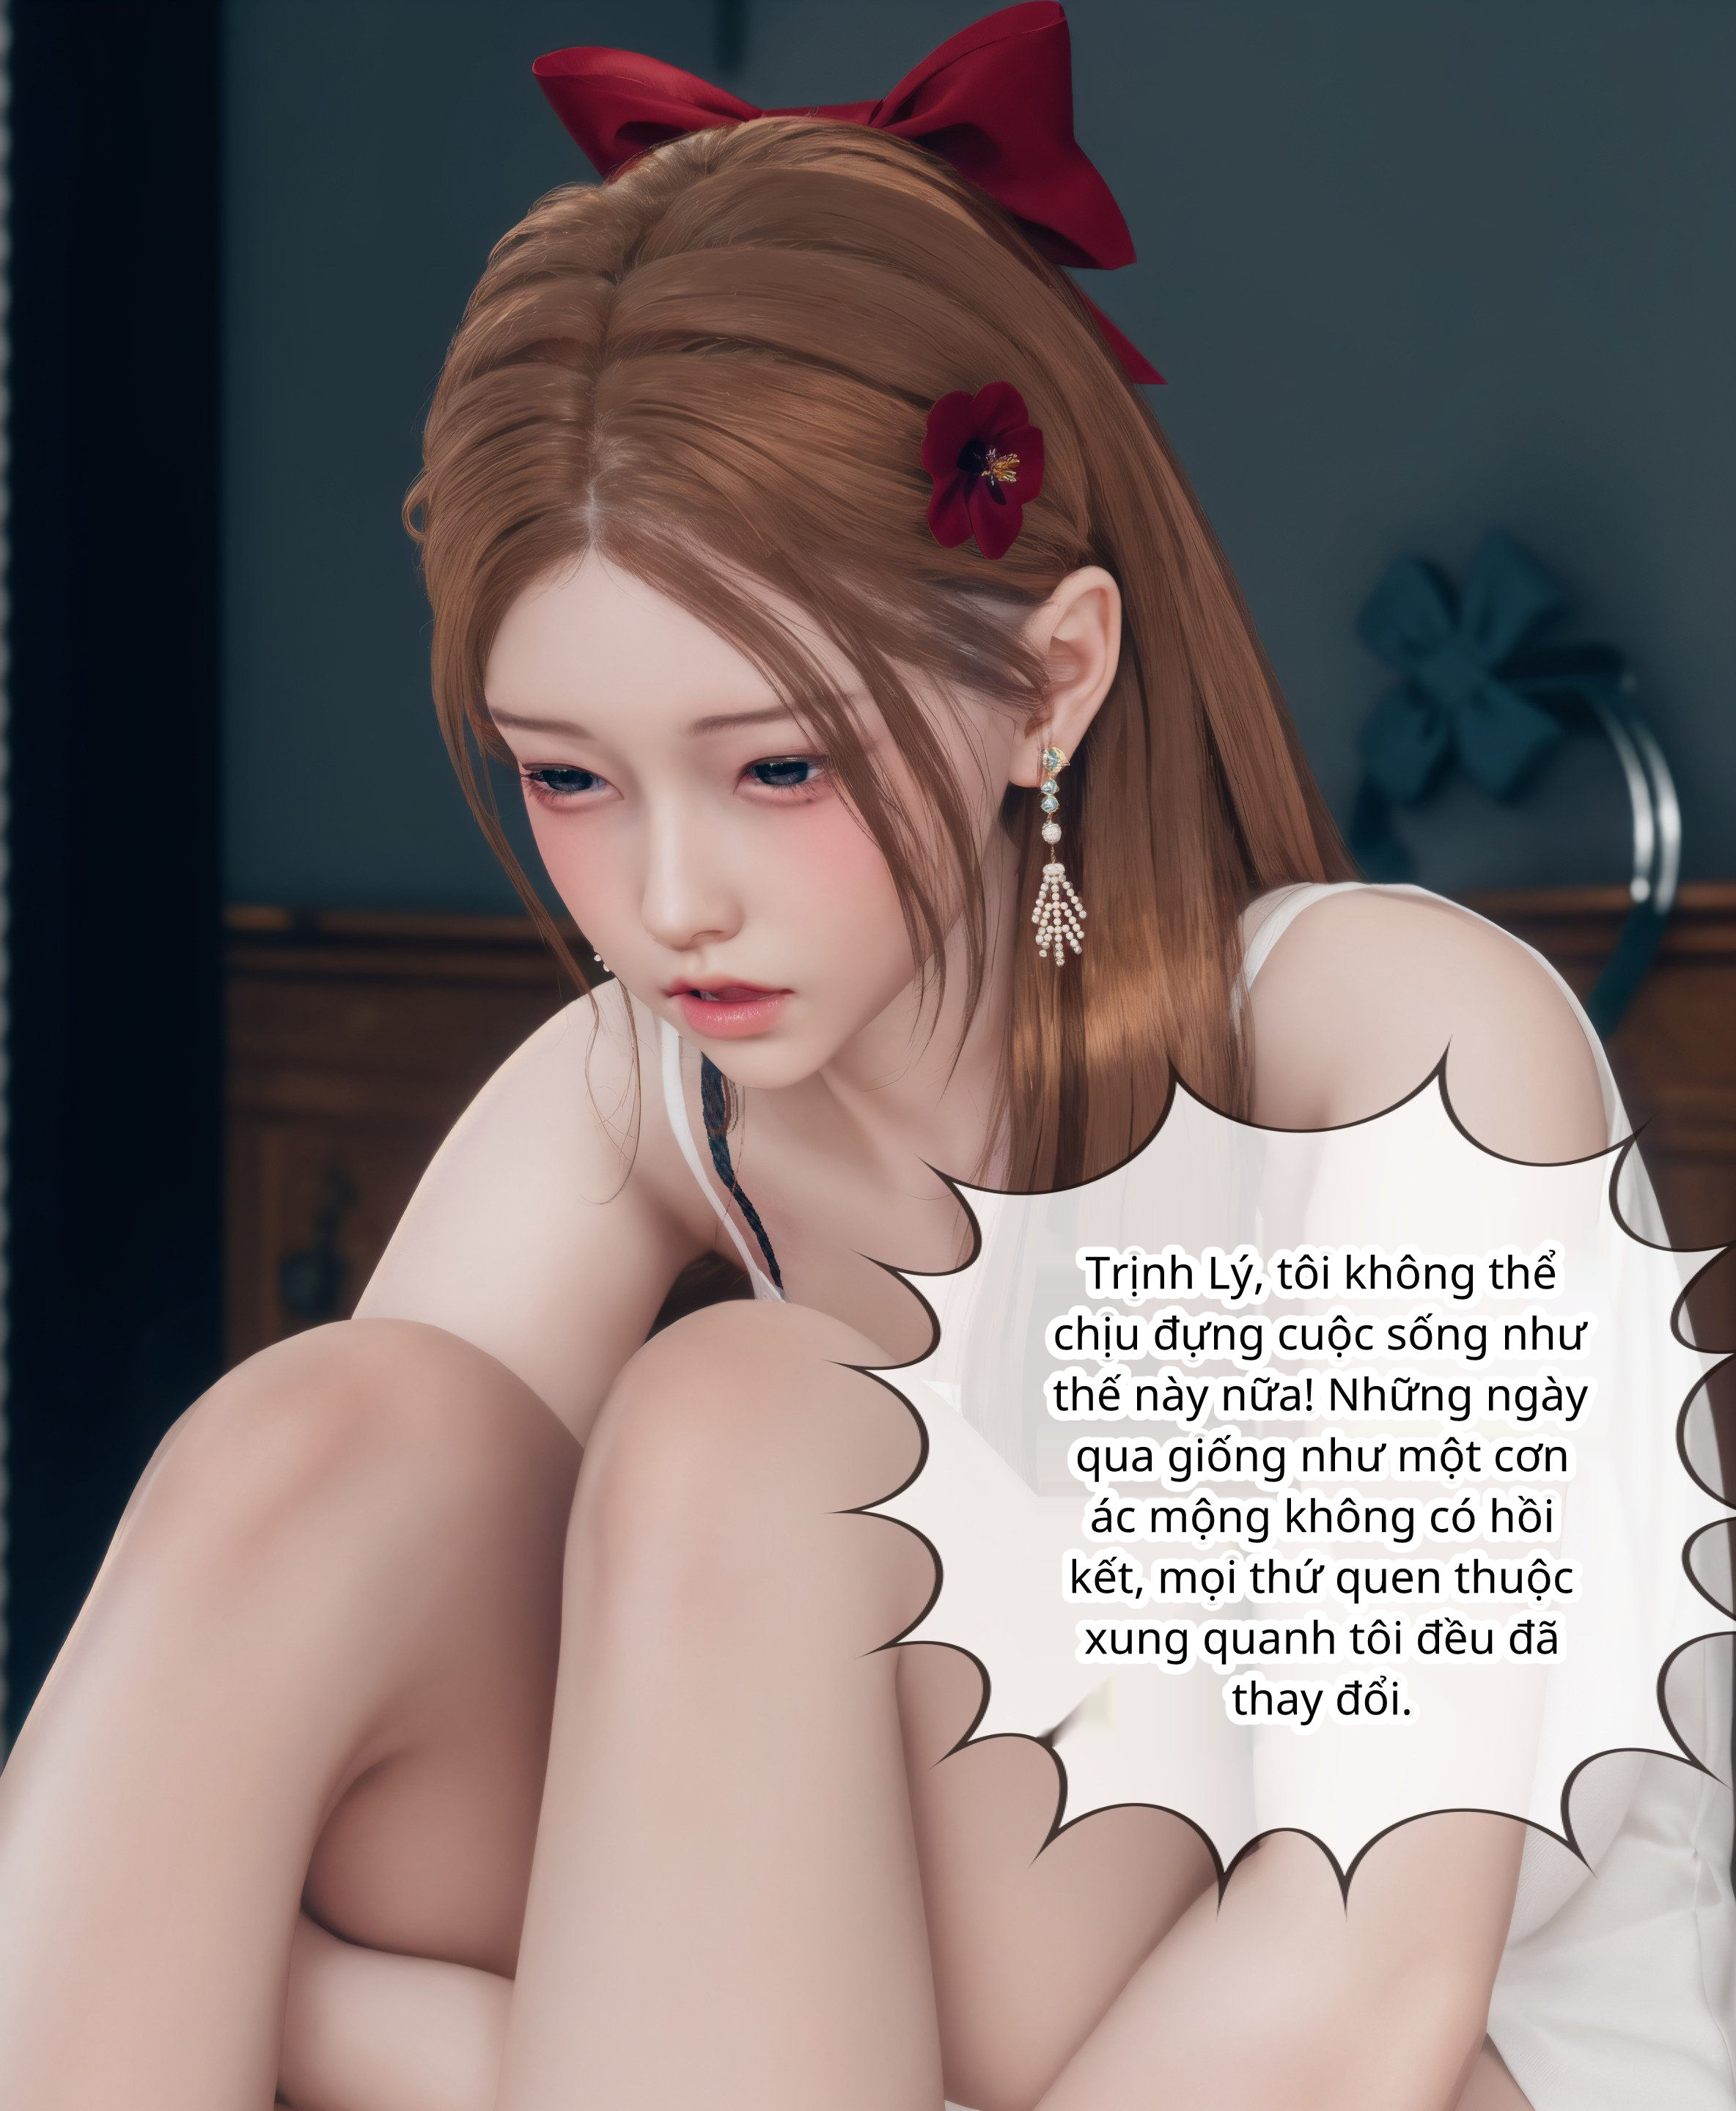 Trịnh Lý, tôi không thể
chịu đựng cuộc sống như
thế này nữa! Những ngày
qua giống như một cơn
ác mộng không có hồi
kết, mọi thứ quen thuộc
xung quanh tôi đều đã
thay đổi.